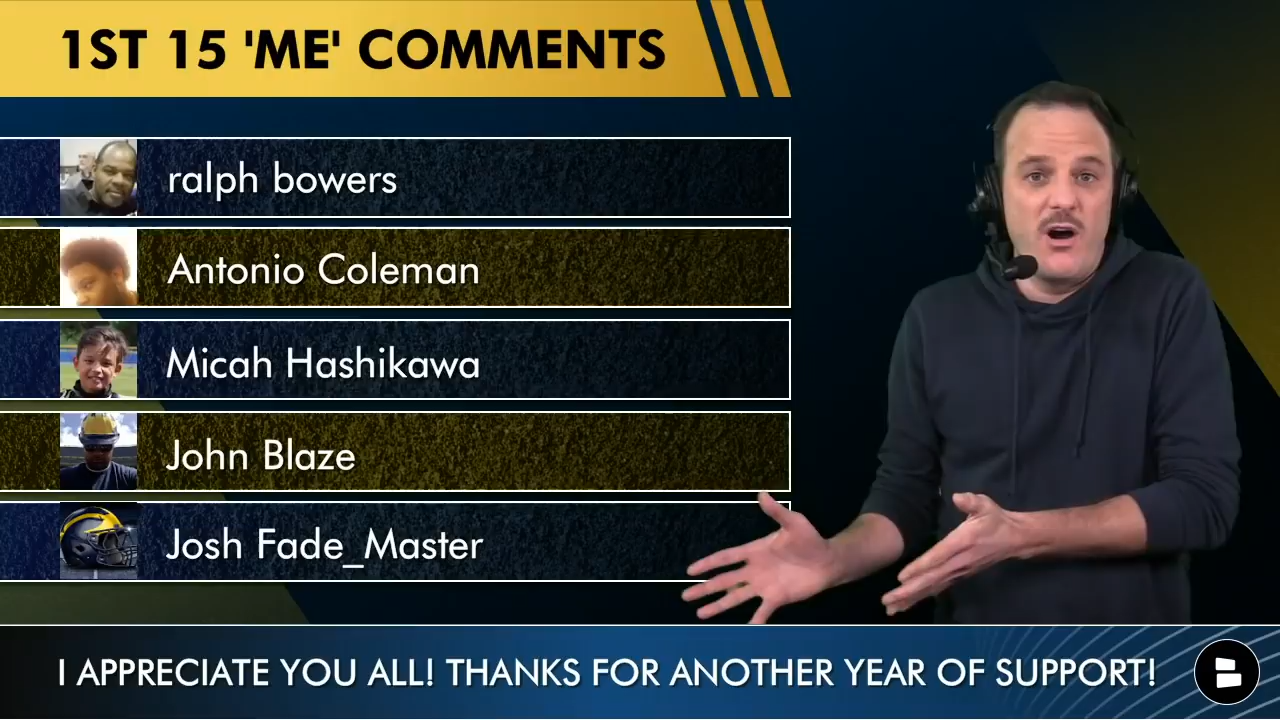 1ST 15 'ME' COMMENTS
ralph bowers
Antonio Coleman
Micah Hashikawa
John Blaze
Josh Fade_Master
I APPRECIATE YOU ALL! THANKS FOR ANOTHER YEAR OF SUPPORT!